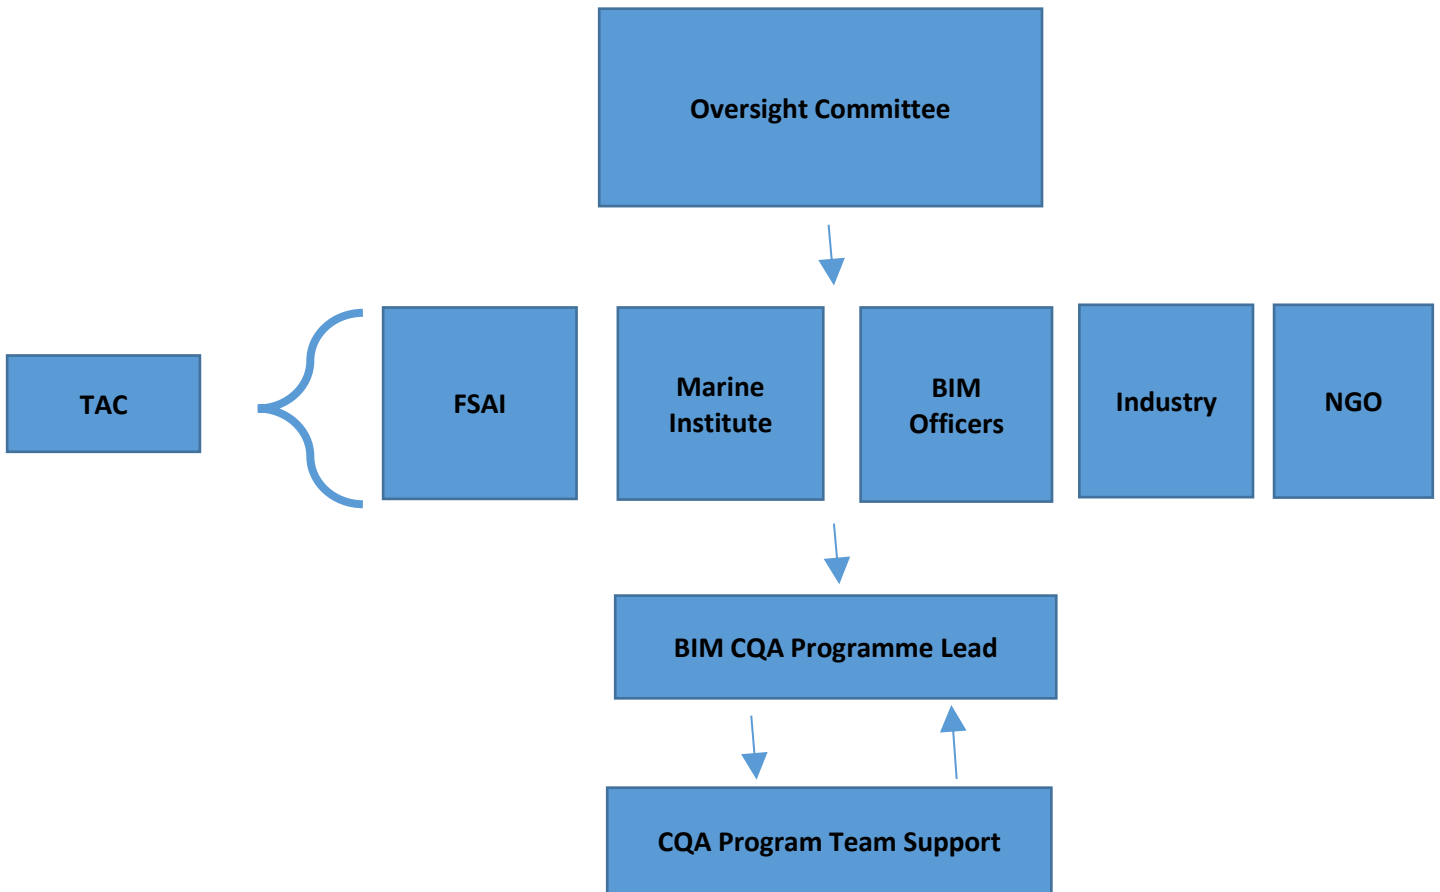 Oversight Committee
TAC
FSAI
Marine
Institute
BIM
Officers
Industry
NGO
BIM CQA Programme Lead
CQA Program Team Support